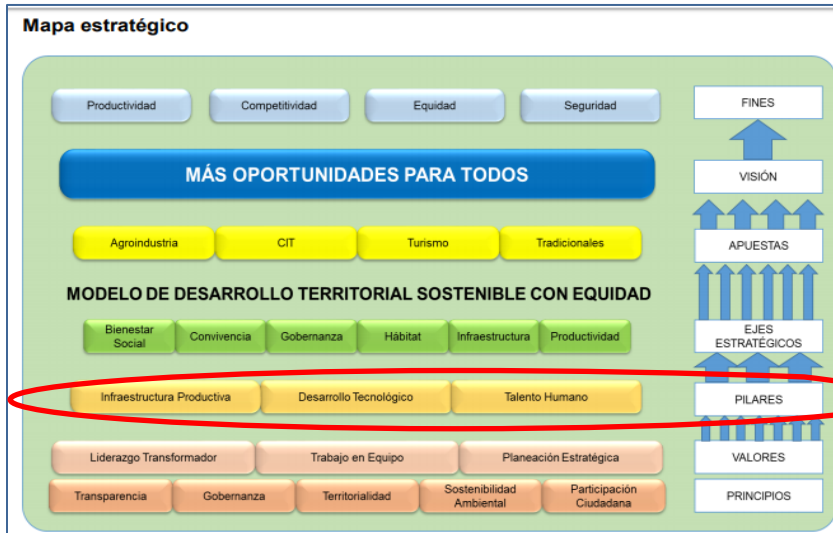 Mapa estratégico
Productividad Competitividad Equidad Seguridad FINES
MÁS OPORTUNIDADES PARA TODOS VISIÓN
Agroindustria CIT Turismo Tradicionales APUESTAS
MODELO DE DESARROLLO TERRITORIAL SOSTENIBLE CON EQUIDAD
Bienestar
Social Convivencia Gobernanza Hábitat Infraestructura Productividad
EJES
ESTRATÉGICOS
Infraestructura Productiva Desarrollo Tecnológico Talento Humano PILARES
Liderazgo Transformador Trabajo en Equipo Planeación Estratégica VALORES
Transparencia Gobernanza Territorialidad
Sostenibilidad
Ambiental
Participación
Ciudadana
PRINCIPIOS